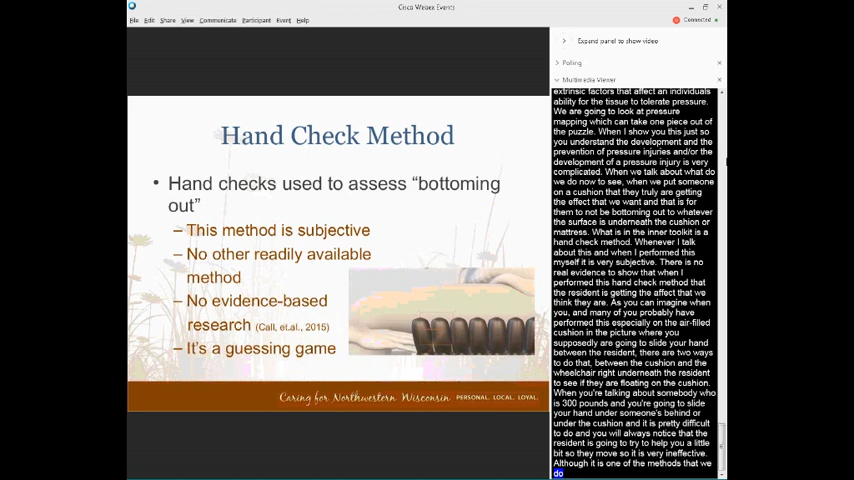 Cisco Webex Events
File Edit Share View Communicate Participant Event Help
Connected
Expand panel to show video
Polling
Multimedia Viewer
Hand Check Method
• Hand checks used to assess “bottoming
out”
– This method is subjective
– No other readily available
method
– No evidence-based
research (Call, et.al., 2015)
– It’s a guessing game
Caring for Northwestern Wisconsin PERSONAL. LOCAL. LOYAL.
extrinsic factors that affect an individuals
ability for the tissue to tolerate pressure.
We are going to look at pressure
mapping which can take one piece out of
the puzzle. When I show you this just so
you understand the development and the
prevention of pressure injuries and/or the
development of a pressure injury is very
complicated. When we talk about what do
we do now to see, when we put someone
on a cushion that they truly are getting
the effect that we want and that is for
them to not be bottoming out to whatever
the surface is underneath the cushion or
mattress. What is in the inner toolkit is a
hand check method. Whenever I talk
about this and when I performed this
myself it is very subjective. There is no
real evidence to show that when I
performed this hand check method that
the resident is getting the affect that we
think they are. As you can imagine when
you, and many of you probably have
performed this especially on the air-filled
cushion in the picture where you
supposedly are going to slide your hand
between the resident, there are two ways
to do that, between the cushion and the
wheelchair right underneath the resident
to see if they are floating on the cushion.
When you're talking about somebody who
is 300 pounds and you're going to slide
your hand under someone's behind or
under the cushion and it is pretty difficult
to do and you will always notice that the
resident is going to try to help you a little
bit so they move so it is very ineffective.
Although it is one of the methods that we
do